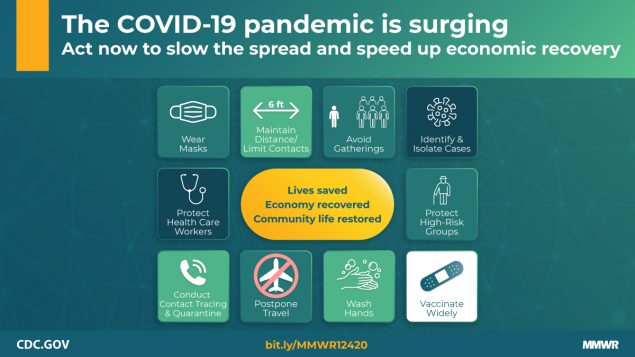 The COVID-19 pandemic is surging
Act now to slow the spread and speed up economic recovery
Wear
Masks
6 ft
Maintain
Distance/
Limit Contacts
Avoid
Gatherings
Identify &
Isolate Cases
Protect
Health Care
Workers
Lives saved
Economy recovered
Community life restored
Protect
High-Risk
Groups
Conduct
Contact Tracing
& Quarantine
Postpone
Travel
Wash
Hands
Vaccinate
Widely
CDC.GOV
bit.ly/MMWR12420
MMWR